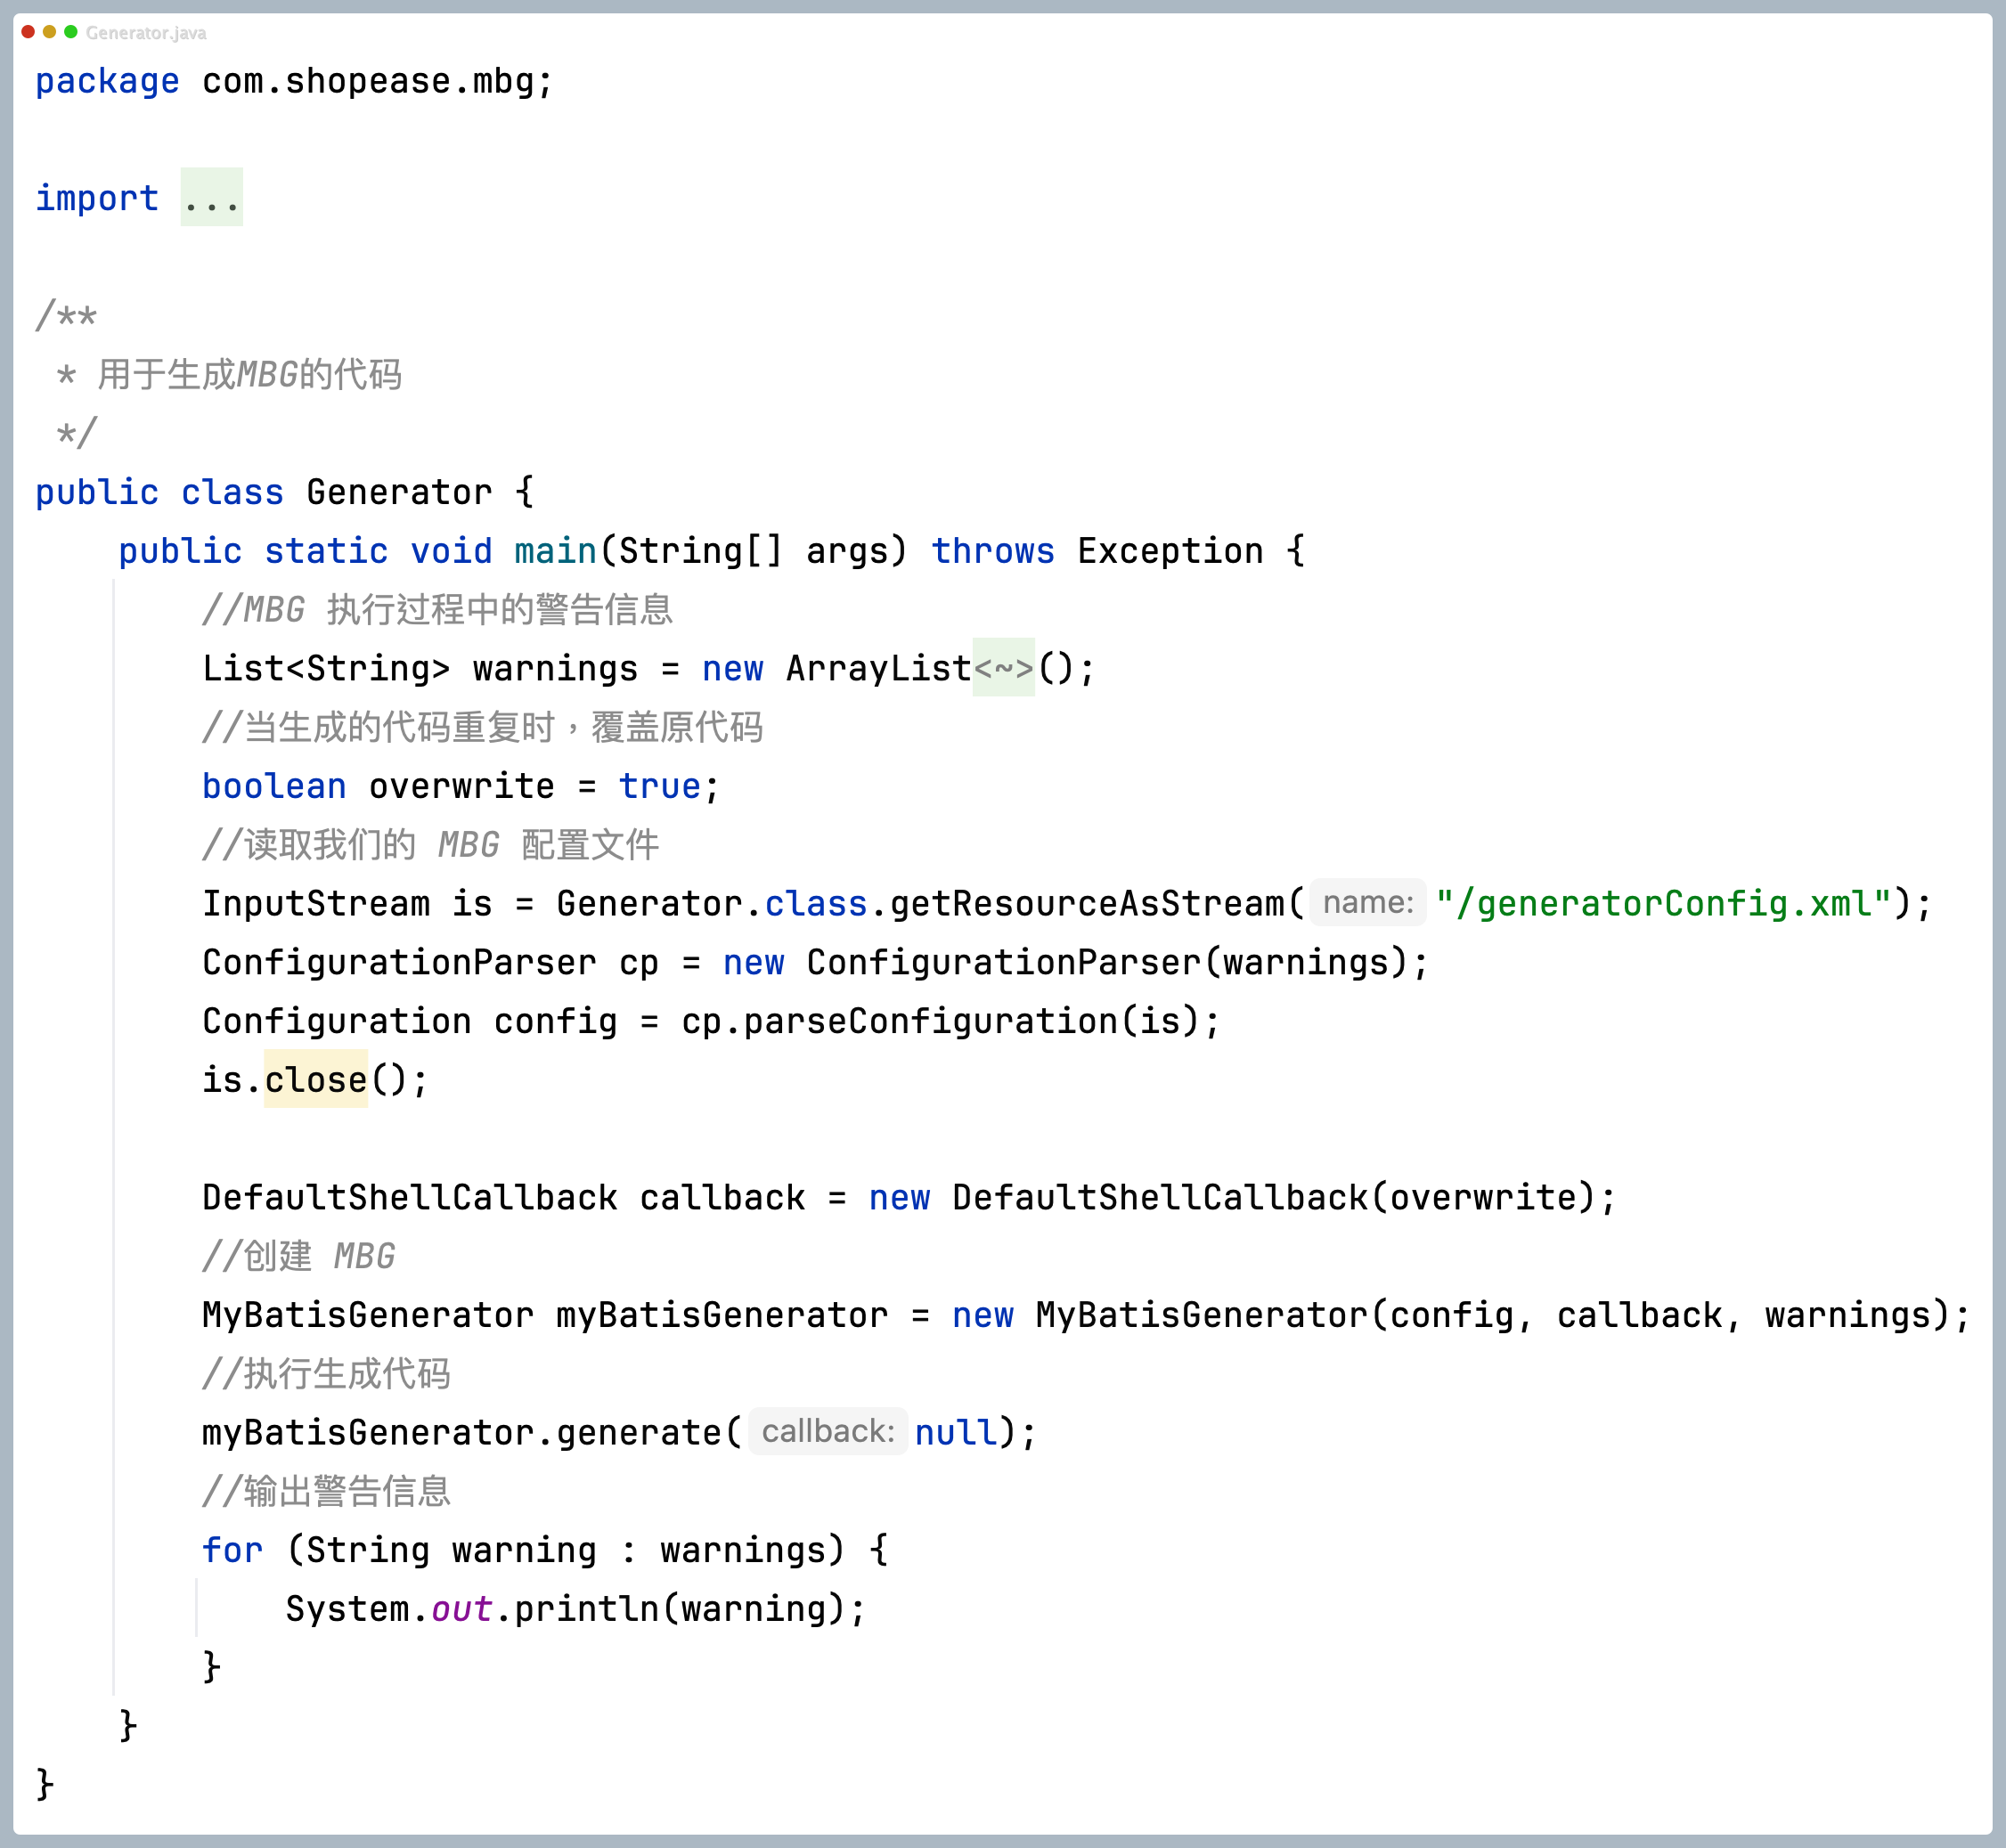 Generator.java
package com.shopease.mbg;
import ...
/**
 * 用于生成MBG的代码
 */
public class Generator {
    public static void main(String[] args) throws Exception {
        //MBG 执行过程中的警告信息
        List<String> warnings = new ArrayList<~>();
        //当生成的代码重复时，覆盖原代码
        boolean overwrite = true;
        //读取我们的 MBG 配置文件
        InputStream is = Generator.class.getResourceAsStream( name: "/generatorConfig.xml");
        ConfigurationParser cp = new ConfigurationParser(warnings);
        Configuration config = cp.parseConfiguration(is);
        is.close();
        DefaultShellCallback callback = new DefaultShellCallback(overwrite);
        //创建 MBG
        MyBatisGenerator myBatisGenerator = new MyBatisGenerator(config, callback, warnings);
        //执行生成代码
        myBatisGenerator.generate( callback: null);
        //输出警告信息
        for (String warning : warnings) {
            System.out.println(warning);
        }
    }
}